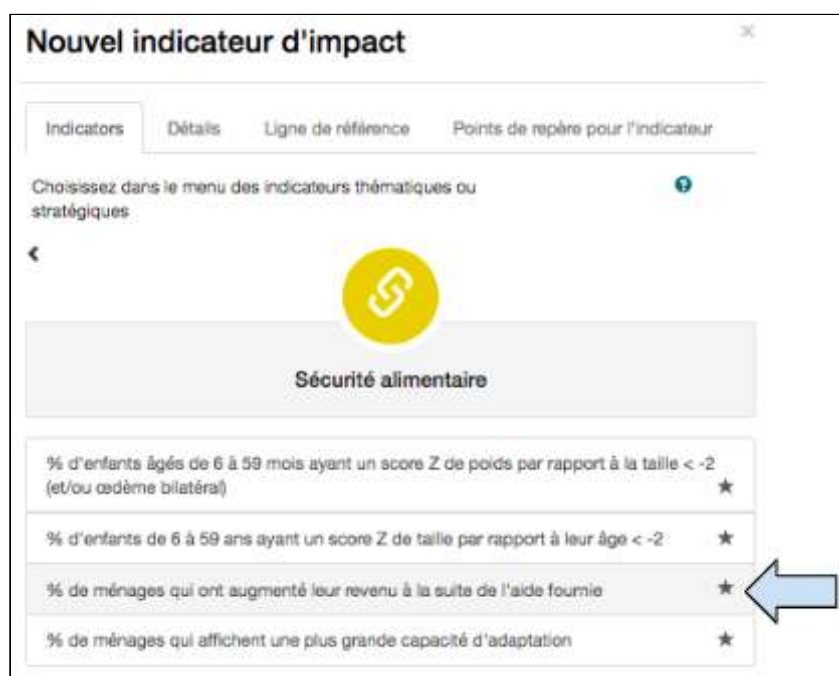 Nouvel indicateur d'impact
Indicators Détails Ligne de référence Points de repère pour l'indicateur
Choisissez dans le menu des indicateurs thématiques ou
stratégiques
Sécurité alimentaire
% d'enfants âgés de 6 à 59 mois ayant un score Z de poids par rapport à la taille < -2
(et/ou œdème bilatéral)
% d'enfants de 6 à 59 ans ayant un score Z de taille par rapport à leur âge < -2
% de ménages qui ont augmenté leur revenu à la suite de l'aide fournie
% de ménages qui affichent une plus grande capacité d'adaptation